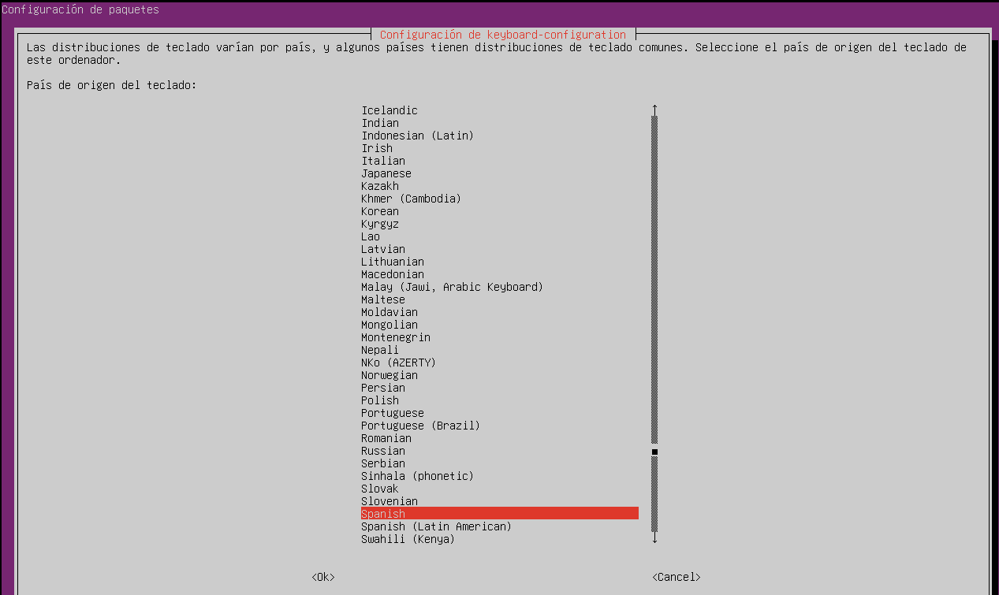 Configuración de paquetes
Configuración de keyboard-configuration
Las distribuciones de teclado varían por país, y algunos países tienen distribuciones de teclado comunes. Seleccione el país de origen del teclado de
este ordenador.
País de origen del teclado:
Icelandic
Indian
Indonesian (Latin)
Irish
Italian
Japanese
Kazakh
Khmer (Cambodia)
Korean
Kyrgyz
Lao
Latvian
Lithuanian
Macedonian
Malay (Jawi, Arabic Keyboard)
Maltese
Moldavian
Mongolian
Montenegrin
Nepali
NKo (AZERTY)
Norwegian
Persian
Polish
Portuguese
Portuguese (Brazil)
Romanian
Russian
Serbian
Sinhala (phonetic)
Slovak
Slovenian
Spanish
Spanish (Latin American)
Swahili (Kenya)
<Ok> <Cancel>